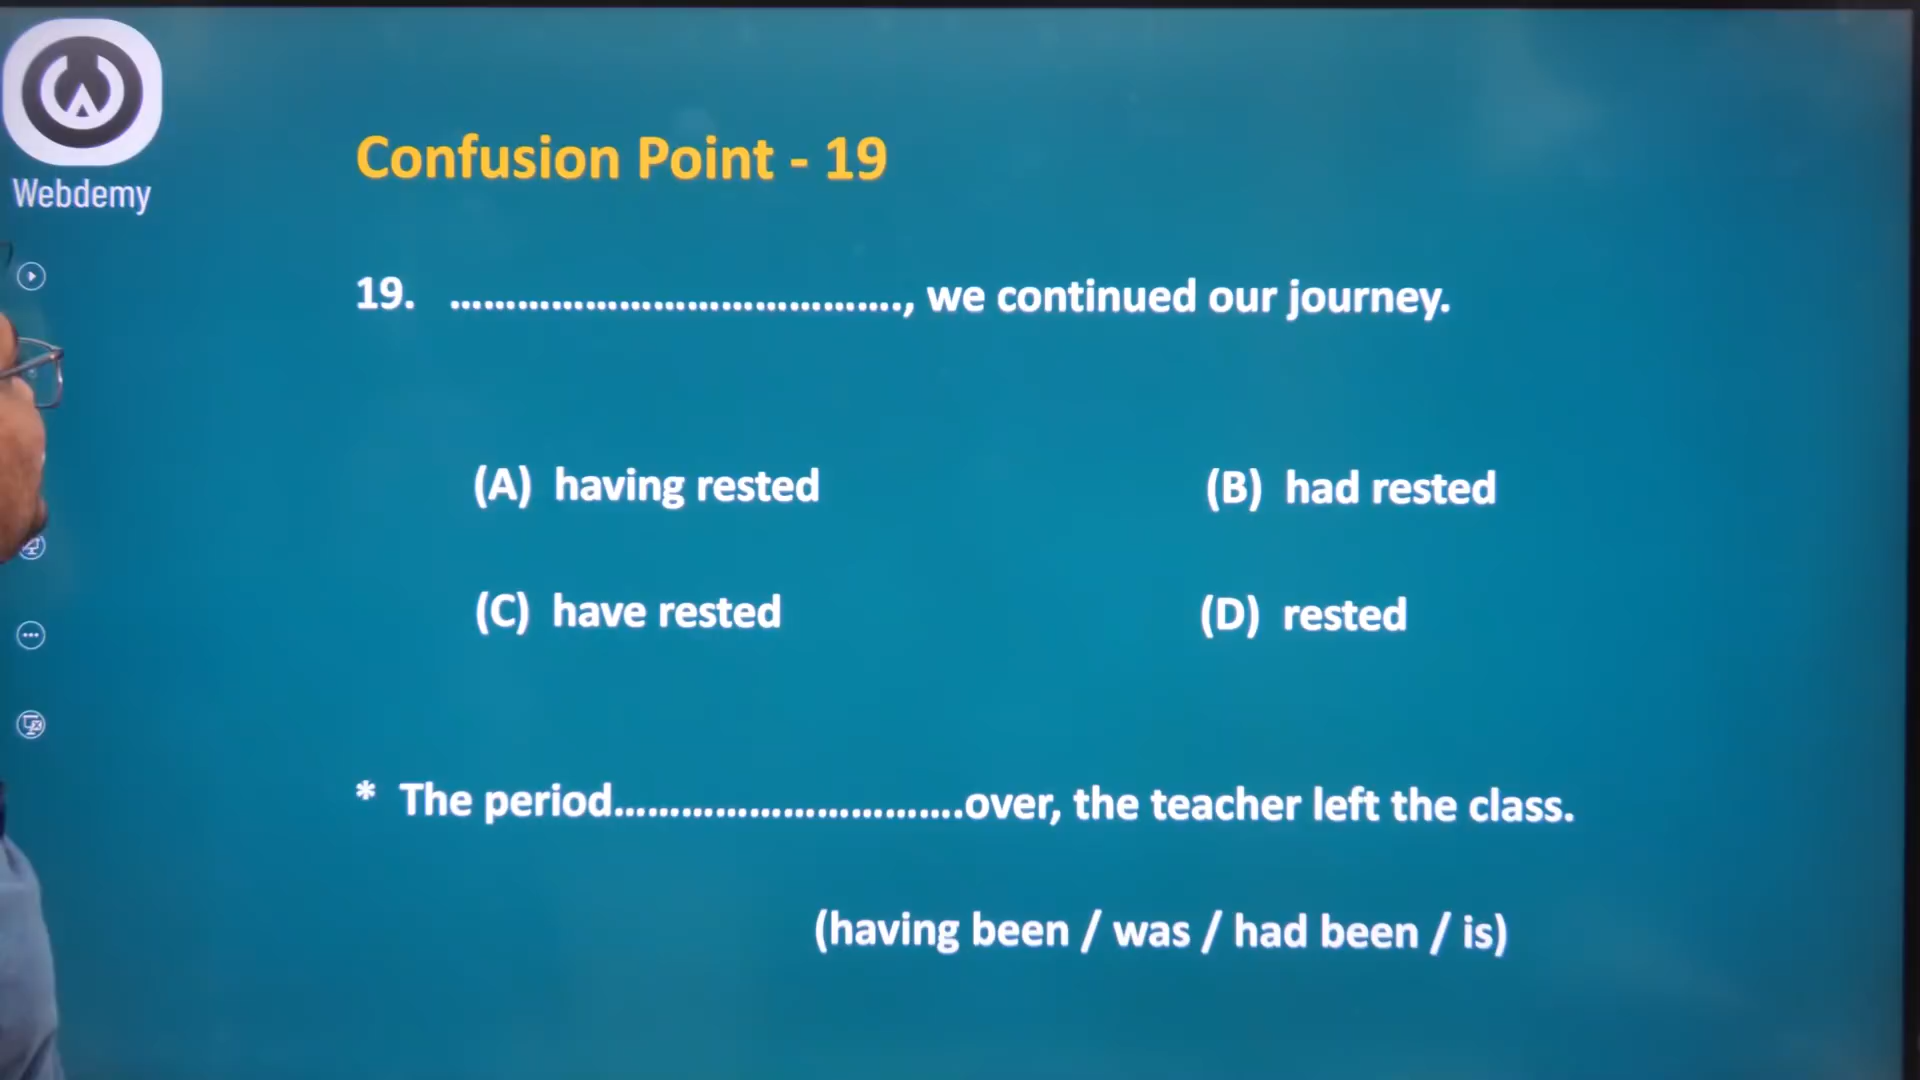 Webdemy
Confusion Point - 19
19. ........................................, we continued our journey.
(A) having rested
(B) had rested
(C) have rested
(D) rested
* The period...............................over, the teacher left the class.
(having been / was / had been / is)